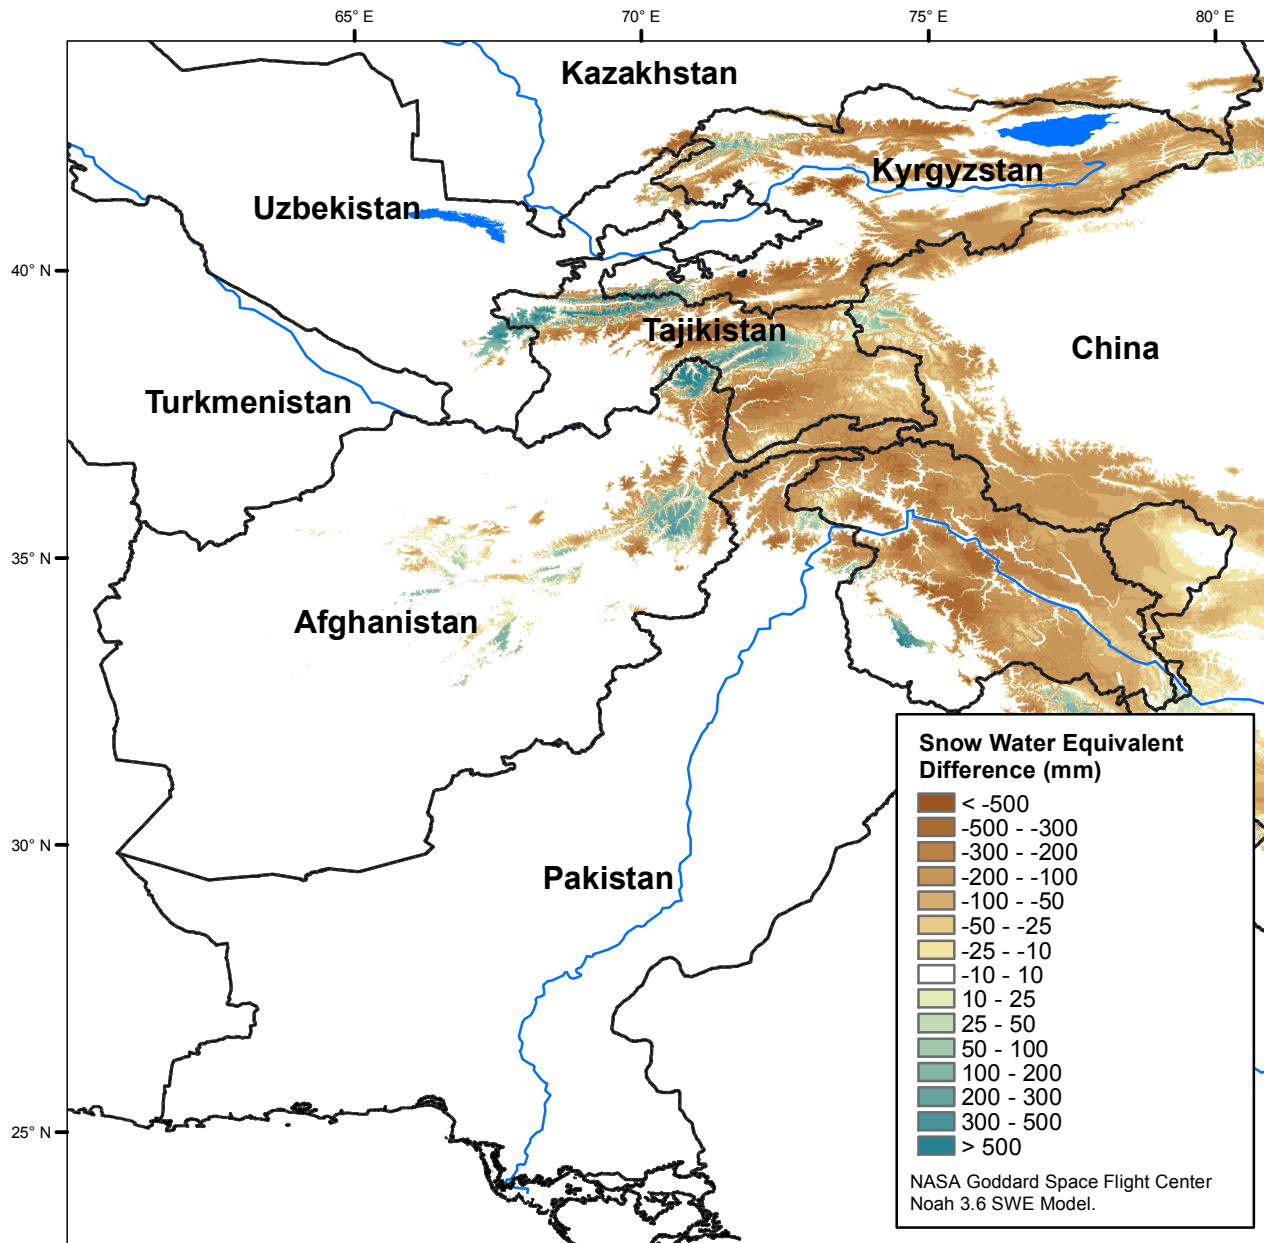 65° E
70° E
75° E
80° E
Kazakhstan
Kyrgyzstan
Uzbekistan
40° N
Tajikistan
China
Turkmenistan
35° N
Afghanistan
Snow Water Equivalent
Difference (mm)
< -500
-500 - -300
-300 - -200
-200 - -100
-100 - -50
-50 - -25
-25 - -10
-10 - 10
10 - 25
25 - 50
50 - 100
100 - 200
200 - 300
300 - 500
> 500
NASA Goddard Space Flight Center
Noah 3.6 SWE Model.
30° N
Pakistan
25° N